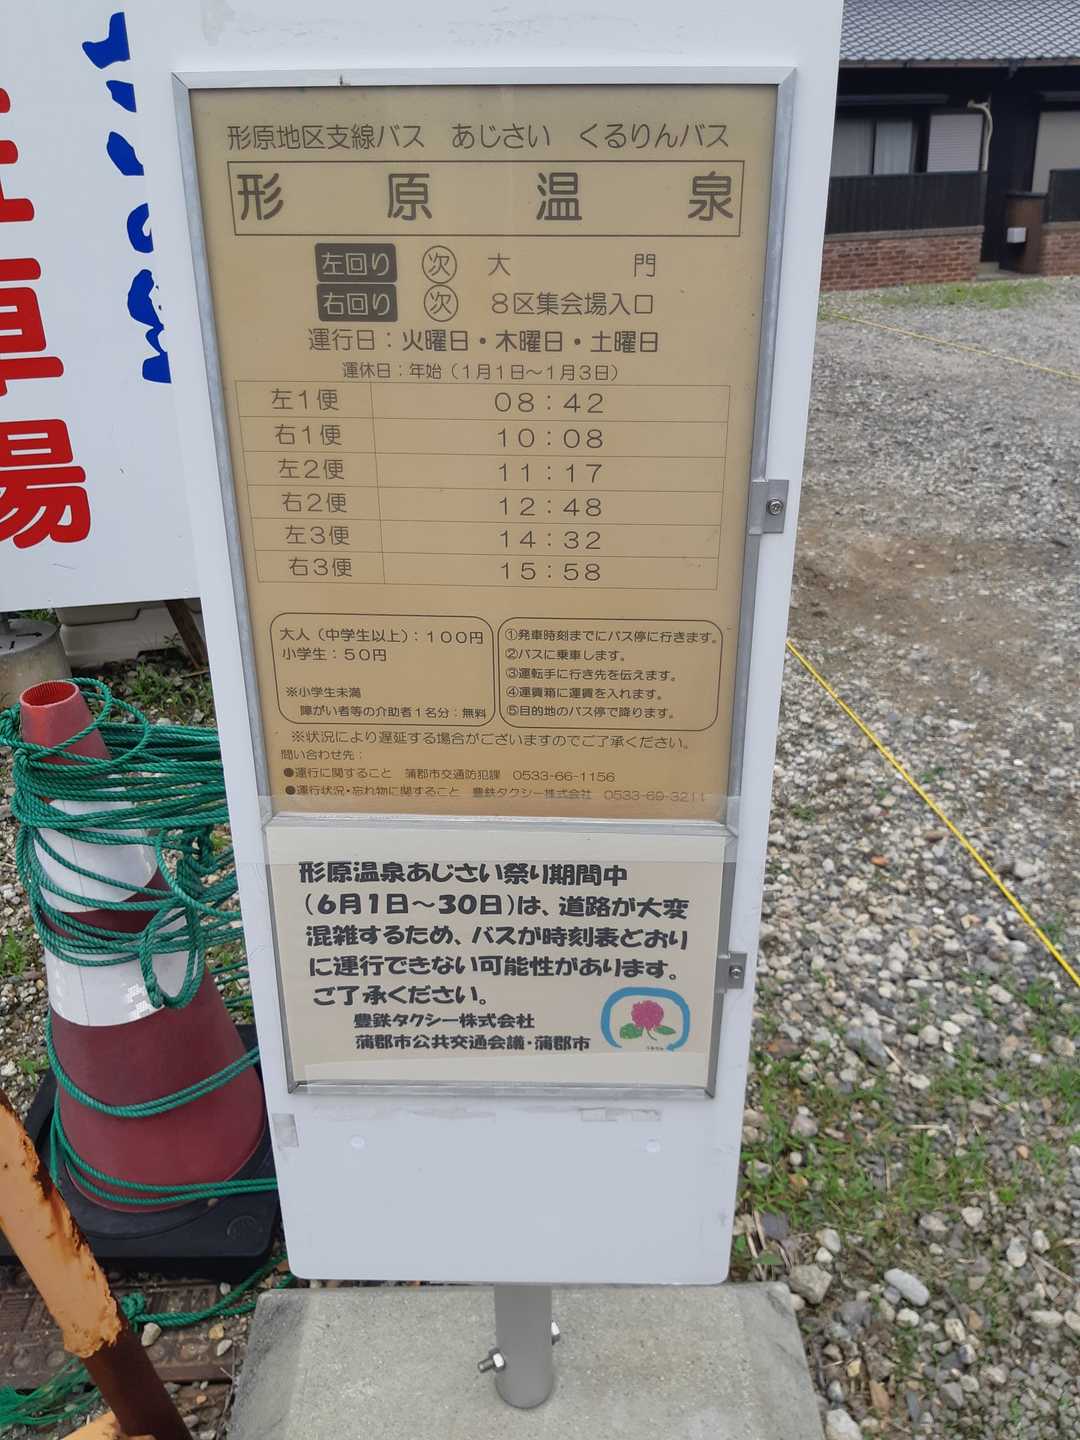 車場
形原地区支線バス　あじさい　くるりんバス
形原温泉
左回り 次 大門
右回り 次 8区集会場入口
運行日：火曜日・木曜日・土曜日
運休日：年始（1月1日～1月3日）
左1便 08：42
右1便 10：08
左2便 11：17
右2便 12：48
左3便 14：32
右3便 15：58
大人（中学生以上）：100円
小学生：50円
※小学生未満
障がい者等の介助者1名分：無料
①発車時刻までにバス停に行きます。
②バスに乗車します。
③運転手に行き先を伝えます。
④運賃箱に運賃を入れます。
⑤目的地のバス停で降ります。
※状況により遅延する場合がございますのでご了承ください。
問い合わせ先：
●運行に関すること　蒲郡市交通防犯課　0533-66-1156
●運行状況・忘れ物に関すること　豊鉄タクシー株式会社　0533-69-3211
形原温泉あじさい祭り期間中
（6月1日～30日）は、道路が大変
混雑するため、バスが時刻表どおり
に運行できない可能性があります。
ご了承ください。
豊鉄タクシー株式会社
蒲郡市公共交通会議・蒲郡市